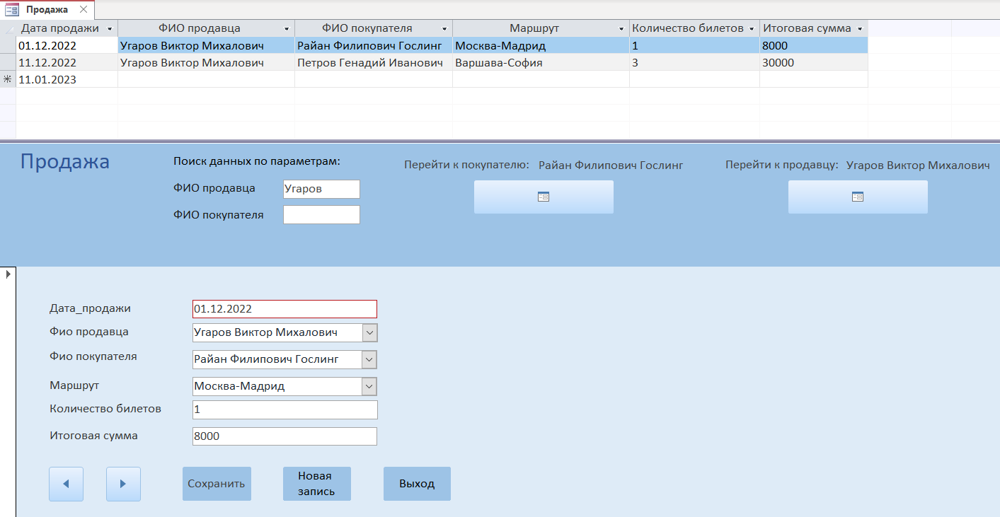 Продажа
Дата продажи ФИО продавца ФИО покупателя Маршрут Количество билетов Итоговая сумма
01.12.2022 Угаров Виктор Михалович Райан Филипович Гослинг Москва-Мадрид 1 8000
11.12.2022 Угаров Виктор Михалович Петров Генадий Иванович Варшава-София 3 30000
11.01.2023
Продажа
Поиск данных по параметрам:
ФИО продавца Угаров
ФИО покупателя
Перейти к покупателю: Райан Филипович Гослинг
Перейти к продавцу: Угаров Виктор Михалович
Дата_продажи 01.12.2022
Фио продавца Угаров Виктор Михалович
Фио покупателя Райан Филипович Гослинг
Маршрут Москва-Мадрид
Количество билетов 1
Итоговая сумма 8000
Сохранить
Новая
запись
Выход